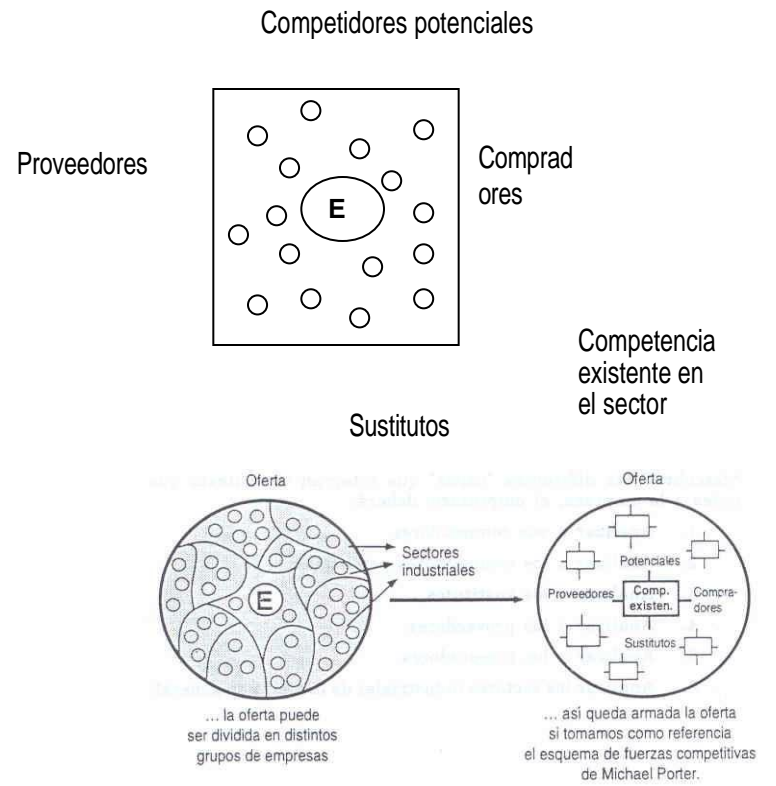 Competidores potenciales
Proveedores
Comprad
ores
E
Competencia
existente en
el sector
Sustitutos
Oferta
E
Sectores
industriales
... la oferta puede
ser dividida en distintos
grupos de empresas
Oferta
Potenciales
Proveedores
Comp.
existen.
Compra-
dores
Sustitutos
... así queda armada la oferta
si tomamos como referencia
el esquema de fuerzas competitivas
de Michael Porter.